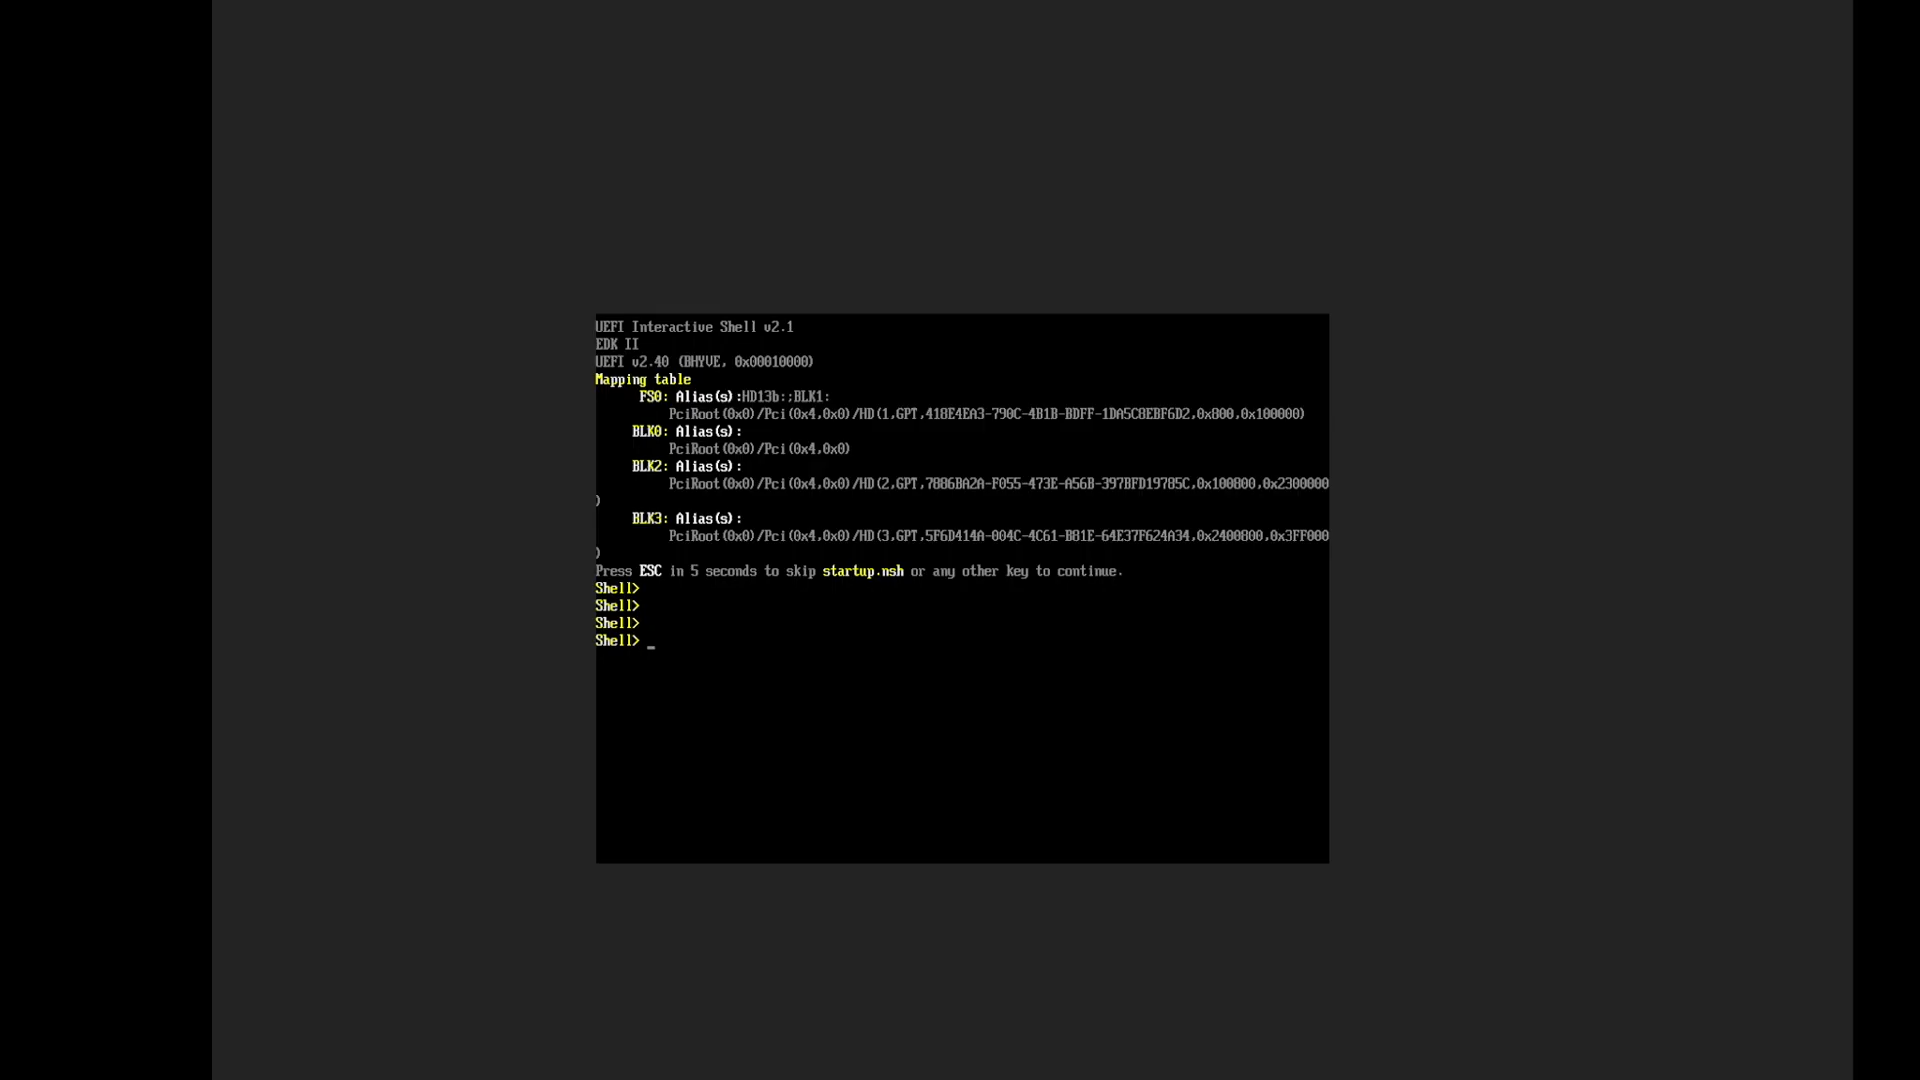 UEFI Interactive Shell v2.1
EDK II
UEFI v2.40 (BHYVE, 0x00010000)
Mapping table
FS0: Alias(s):HD13b:;BLK1:
PciRoot(0x0)/Pci(0x4,0x0)/HD(1,GPT,418E4EA3-790C-4B1B-BDFF-1DA5C8EBF6D2,0x800,0x100000)
BLK0: Alias(s):
PciRoot(0x0)/Pci(0x4,0x0)
BLK2: Alias(s):
PciRoot(0x0)/Pci(0x4,0x0)/HD(2,GPT,7886BA2A-F055-473E-A56B-397BFD19785C,0x100800,0x2300000
)
BLK3: Alias(s):
PciRoot(0x0)/Pci(0x4,0x0)/HD(3,GPT,5F6D414A-004C-4C61-B81E-64E37F624A34,0x2400800,0x3FF000
)
Press ESC in 5 seconds to skip startup.nsh or any other key to continue.
Shell>
Shell>
Shell>
Shell> _